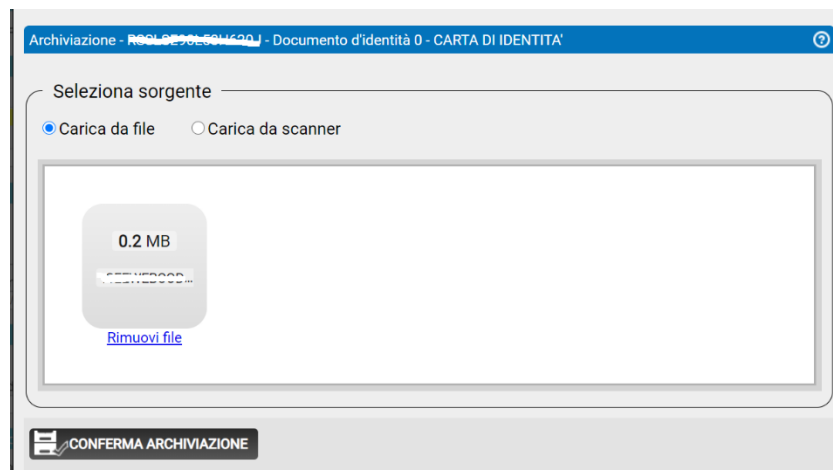 Archiviazione - - Documento d'identità 0 - CARTA DI IDENTITA'
Seleziona sorgente
Carica da file Carica da scanner
0.2 MB
Rimuovi file
CONFERMA ARCHIVIAZIONE